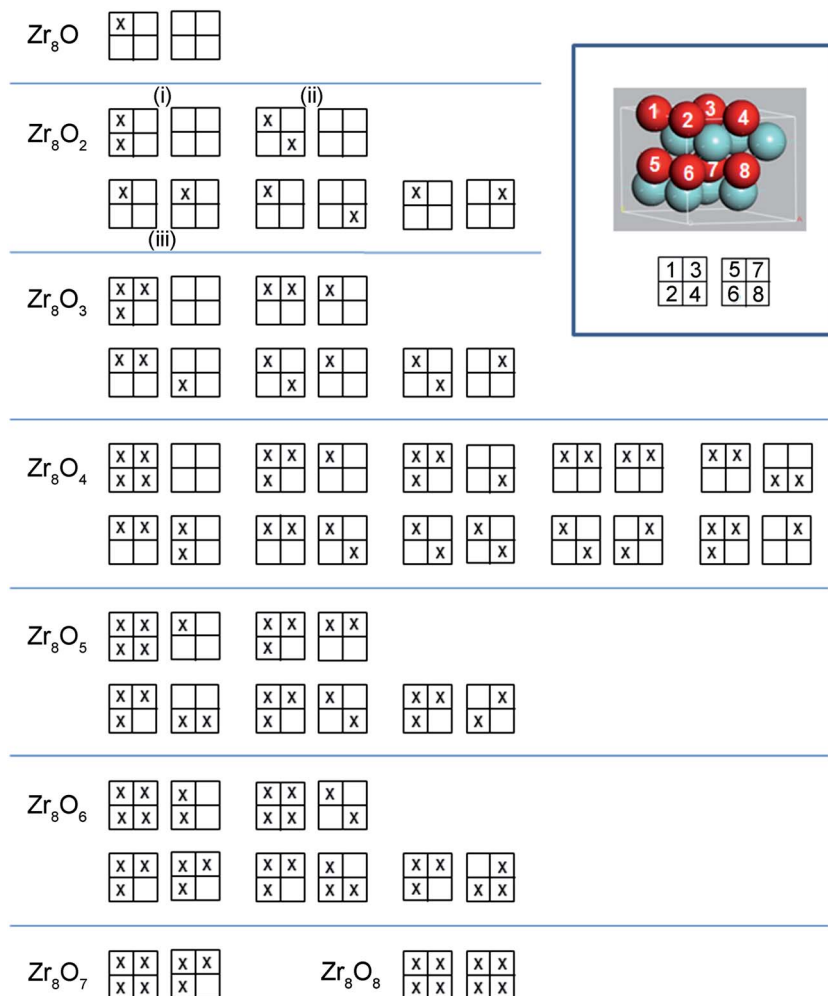 Zr₈O X
(i) (ii)
Zr₈O₂ X X X X
X X X X X X
(iii)
Zr₈O₃ X X X X X X
X X X X X X X X X
Zr₈O₄ X X X X X X X X X X X X X X X X X X X X
X X X X X X X X X X X X X X X X X X X X
Zr₈O₅ X X X X X X X X X X
X X X X X X X X X X X X X X X
Zr₈O₆ X X X X X X X X X X X X
X X X X X X X X X X X X X X X X X X
Zr₈O₇ X X X X X X X
Zr₈O₈ X X X X X X X X
1 2 3 4
5 6 7 8
1 3 5 7
2 4 6 8
A